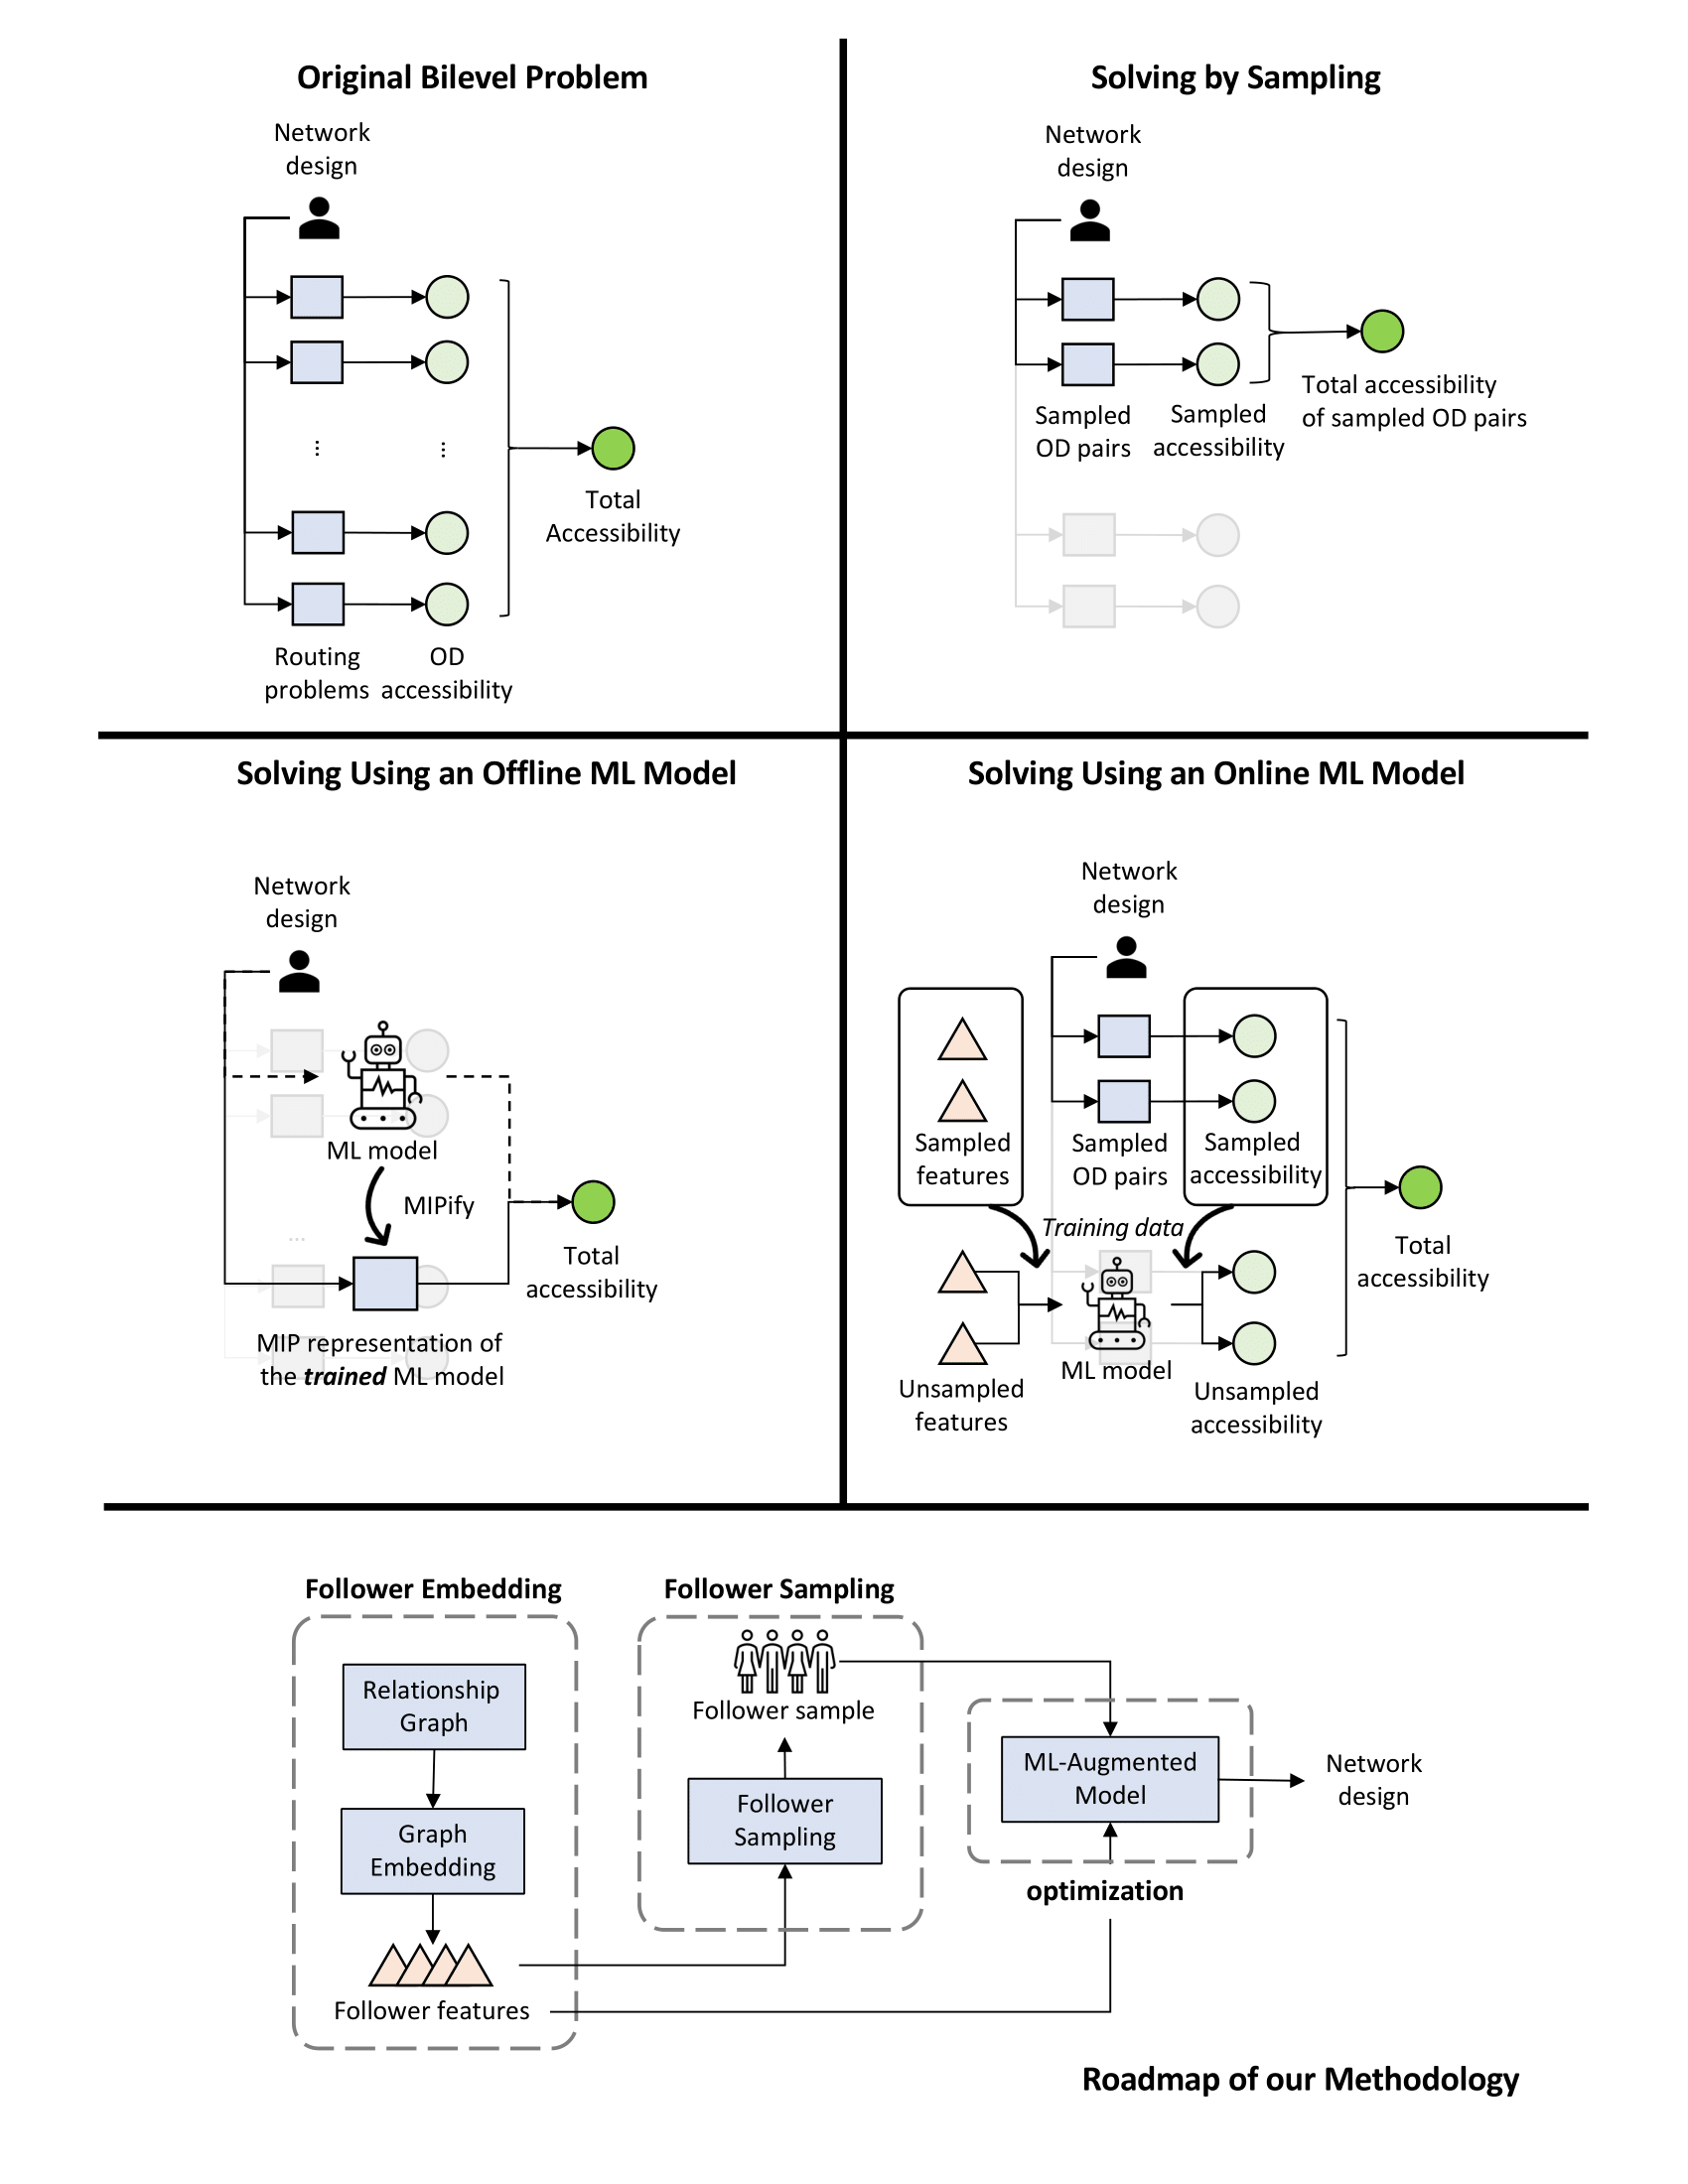 Original Bilevel Problem
Network
design
...
...
Total
Accessibility
Routing
problems
OD
accessibility
Solving by Sampling
Network
design
Sampled
OD pairs
Sampled
accessibility
Total accessibility
of sampled OD pairs
Solving Using an Offline ML Model
Network
design
ML model
MIPify
...
Total
accessibility
MIP representation of
the trained ML model
Solving Using an Online ML Model
Network
design
Sampled
features
Sampled
OD pairs
Sampled
accessibility
Training data
Total
accessibility
ML model
Unsampled
features
Unsampled
accessibility
Follower Embedding
Relationship
Graph
Graph
Embedding
Follower features
Follower Sampling
Follower sample
Follower
Sampling
ML-Augmented
Model
optimization
Network
design
Roadmap of our Methodology